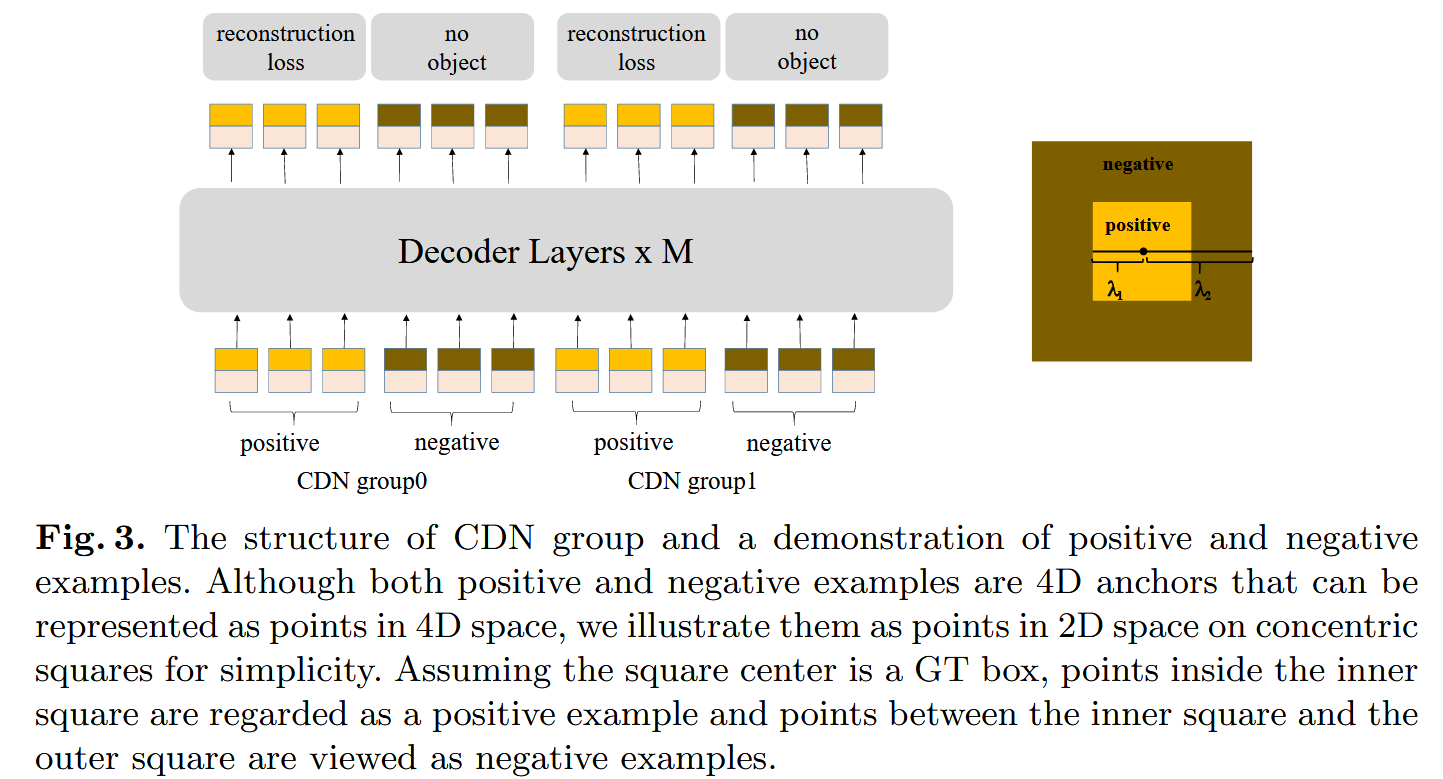 reconstruction
loss
no
object
reconstruction
loss
no
object
Decoder Layers x M
positive
negative
positive
negative
CDN group0
CDN group1
negative
positive
λ1
λ2
Fig. 3. The structure of CDN group and a demonstration of positive and negative
examples. Although both positive and negative examples are 4D anchors that can be
represented as points in 4D space, we illustrate them as points in 2D space on concentric
squares for simplicity. Assuming the square center is a GT box, points inside the inner
square are regarded as a positive example and points between the inner square and the
outer square are viewed as negative examples.